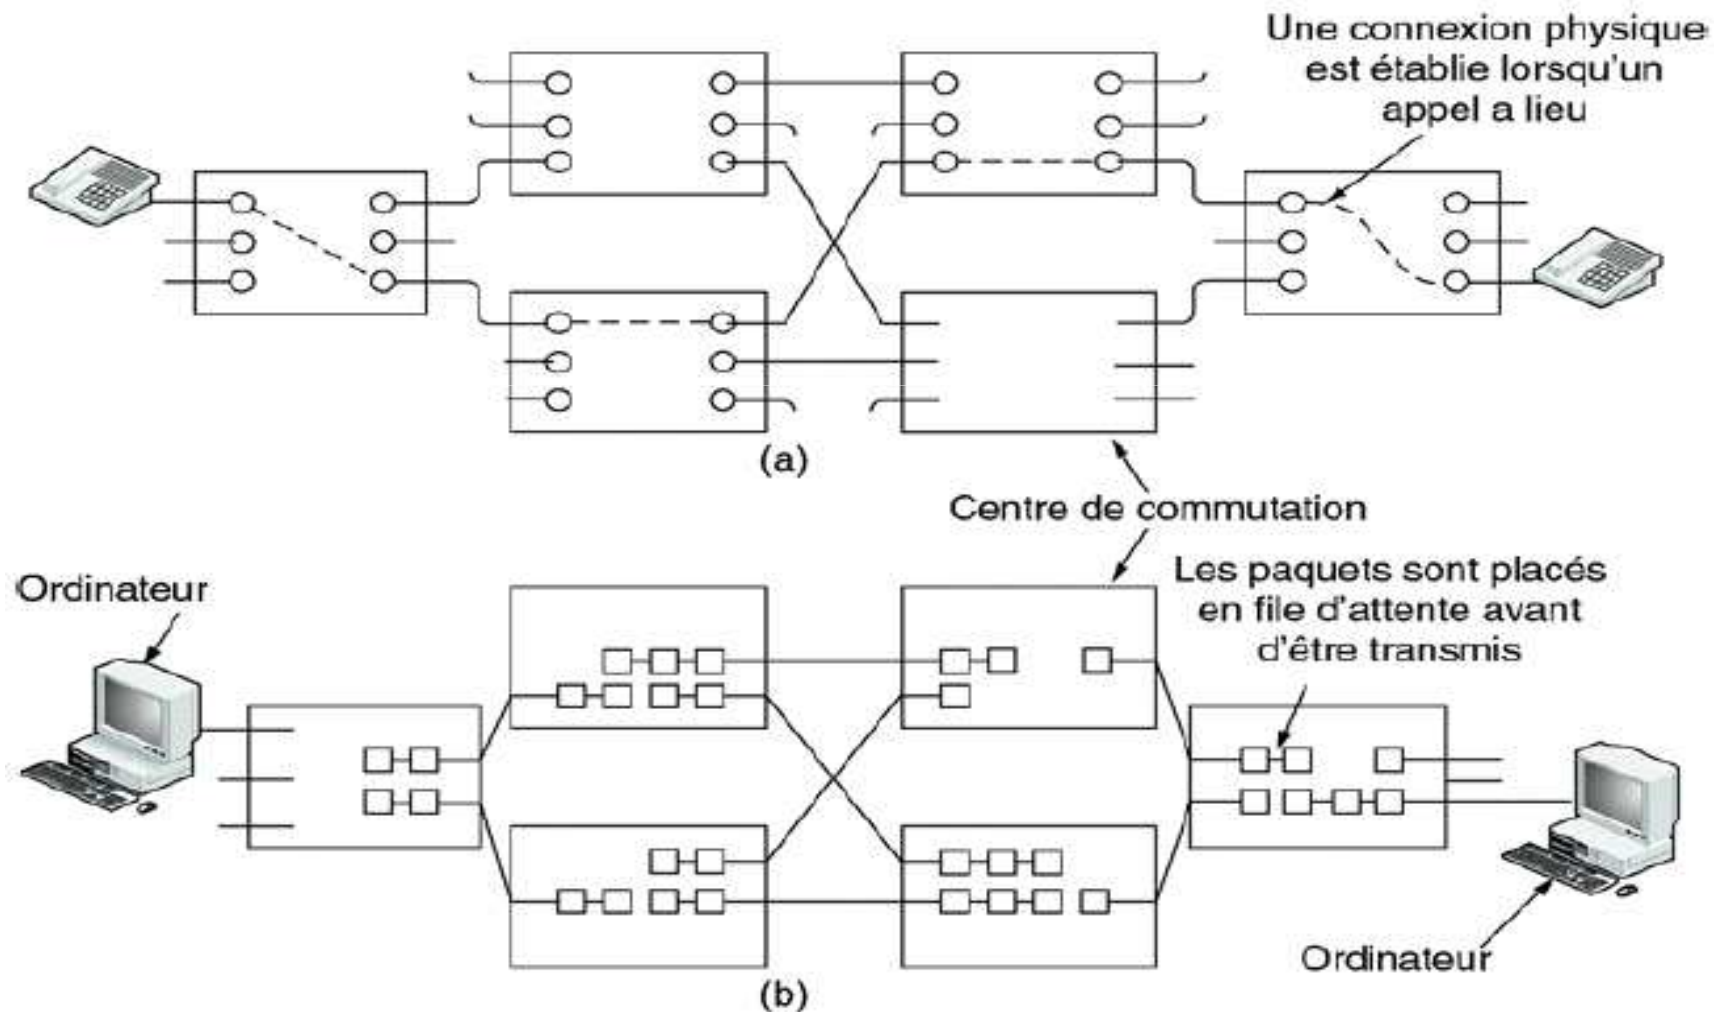 Une connexion physique
est établie lorsqu'un
appel a lieu
(a)
Centre de commutation
Ordinateur
Les paquets sont placés
en file d'attente avant
d'être transmis
Ordinateur
(b)